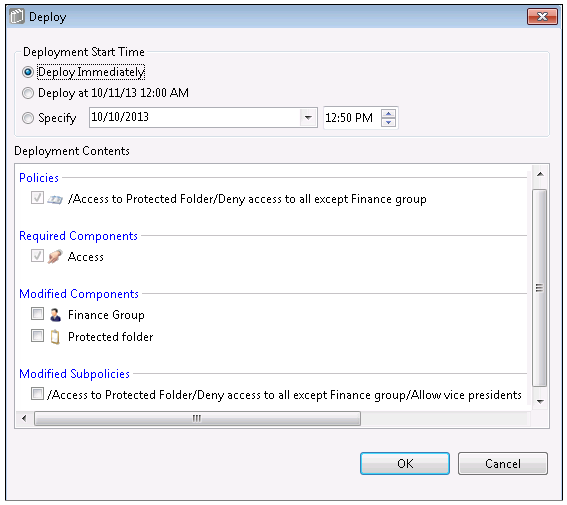 Deploy
Deployment Start Time
Deploy Immediately
Deploy at 10/11/13 12:00 AM
Specify 10/10/2013 12:50 PM
Deployment Contents
Policies
/Access to Protected Folder/Deny access to all except Finance group
Required Components
Access
Modified Components
Finance Group
Protected folder
Modified Subpolicies
/Access to Protected Folder/Deny access to all except Finance group/Allow vice presidents
OK Cancel